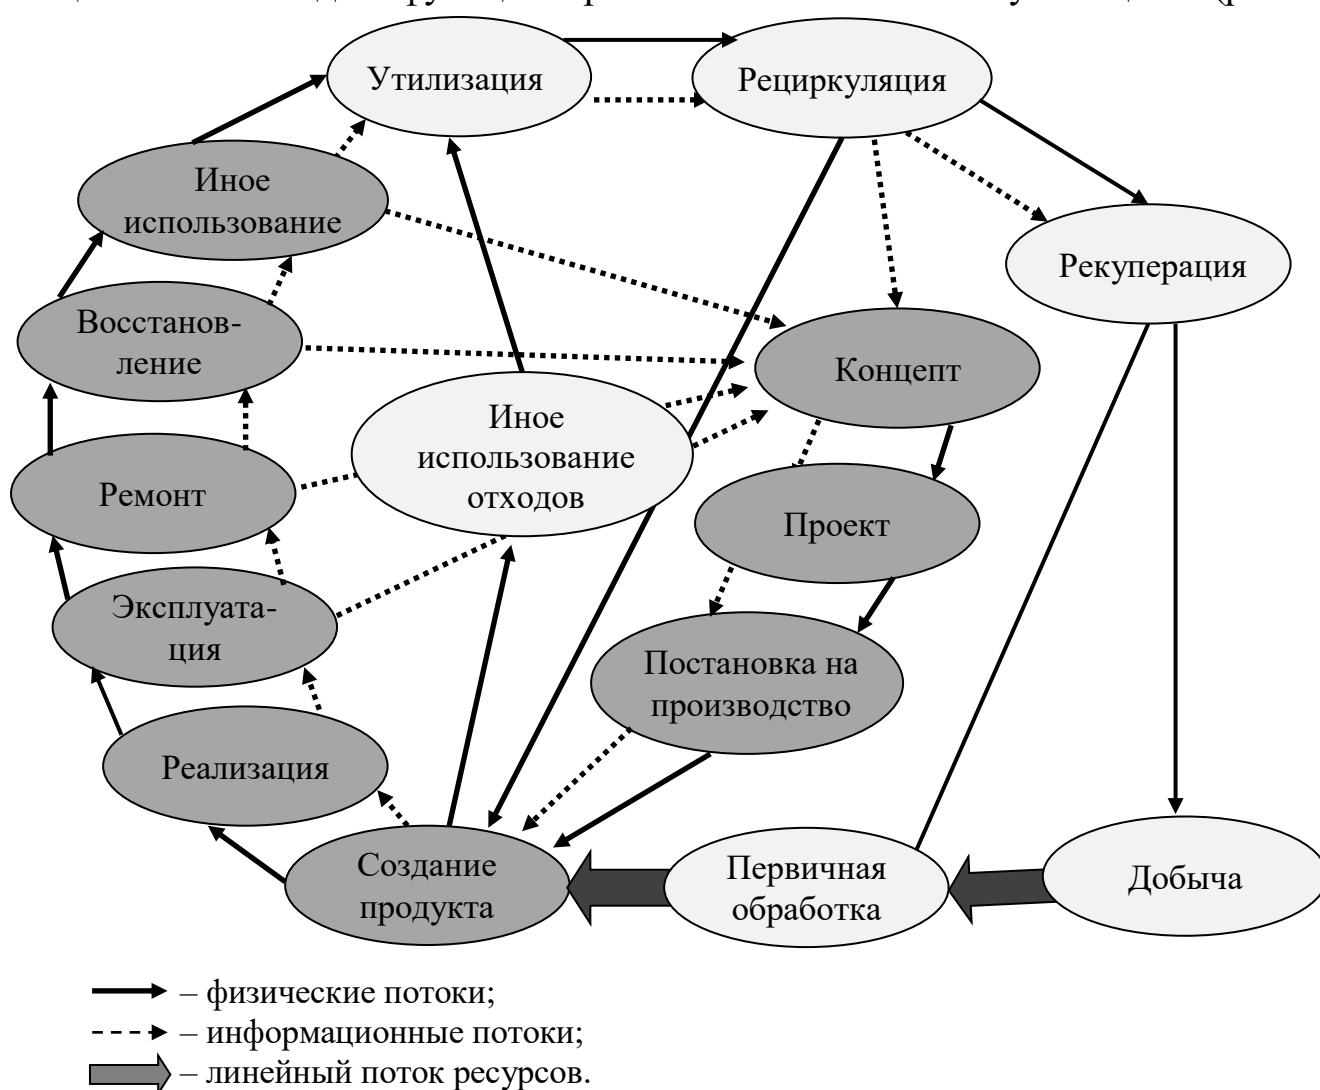 Утилизация
Рециркуляция
Иное
использование
Рекуперация
Восстанов-
ление
Концепт
Иное
использование
отходов
Ремонт
Проект
Эксплуата-
ция
Постановка на
производство
Реализация
Создание
продукта
Первичная
обработка
Добыча
– физические потоки;
– информационные потоки;
– линейный поток ресурсов.